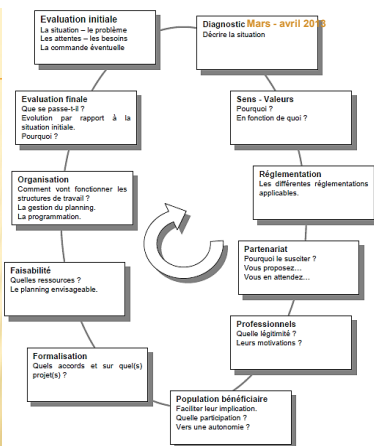 Evaluation initiale
La situation – le problème
Les attentes – les besoins
La commande éventuelle
Diagnostic Mars - avril 2013
Décrire la situation
Evaluation finale
Que se passe-t-il ?
Evolution par rapport à la
situation initiale.
Pourquoi ?
Sens - Valeurs
Pourquoi ?
En fonction de quoi ?
Organisation
Comment vont fonctionner les
structures de travail ?
La gestion du planning.
La programmation.
Réglementation
Les différentes réglementations
applicables.
Partenariat
Pourquoi le susciter ?
Vous proposez…
Vous en attendez…
Faisabilité
Quelles ressources ?
Le planning envisageable.
Professionnels
Quelle légitimité ?
Leurs motivations ?
Formalisation
Quels accords et sur quel(s)
projet(s) ?
Population bénéficiaire
Faciliter leur implication.
Quelle participation ?
Vers une autonomie ?